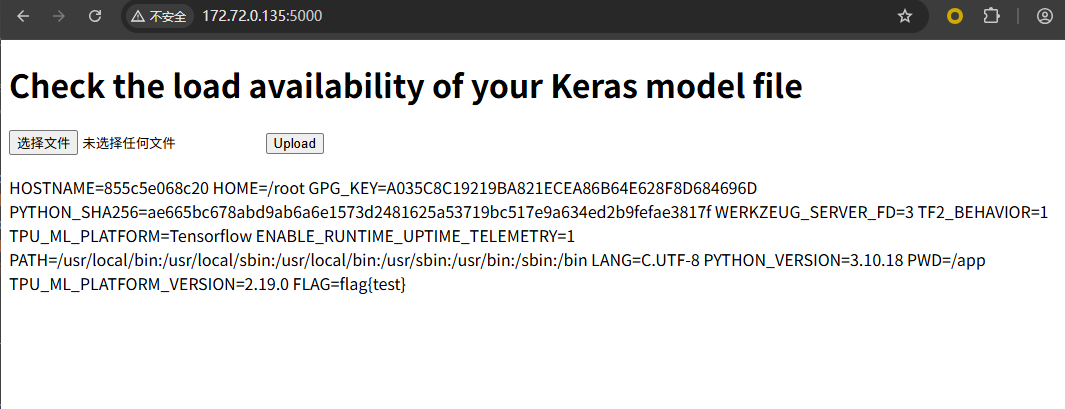 不安全 172.72.0.135:5000
Check the load availability of your Keras model file
选择文件 未选择任何文件 Upload
HOSTNAME=855c5e068c20 HOME=/root GPG_KEY=A035C8C19219BA821ECEA86B64E628F8D684696D
PYTHON_SHA256=ae665bc678abd9ab6a6e1573d2481625a53719bc517e9a634ed2b9fefae3817f WERKZEUG_SERVER_FD=3 TF2_BEHAVIOR=1
TPU_ML_PLATFORM=Tensorflow ENABLE_RUNTIME_UPTIME_TELEMETRY=1
PATH=/usr/local/bin:/usr/local/sbin:/usr/local/bin:/usr/sbin:/usr/bin:/sbin:/bin LANG=C.UTF-8 PYTHON_VERSION=3.10.18 PWD=/app
TPU_ML_PLATFORM_VERSION=2.19.0 FLAG=flag{test}